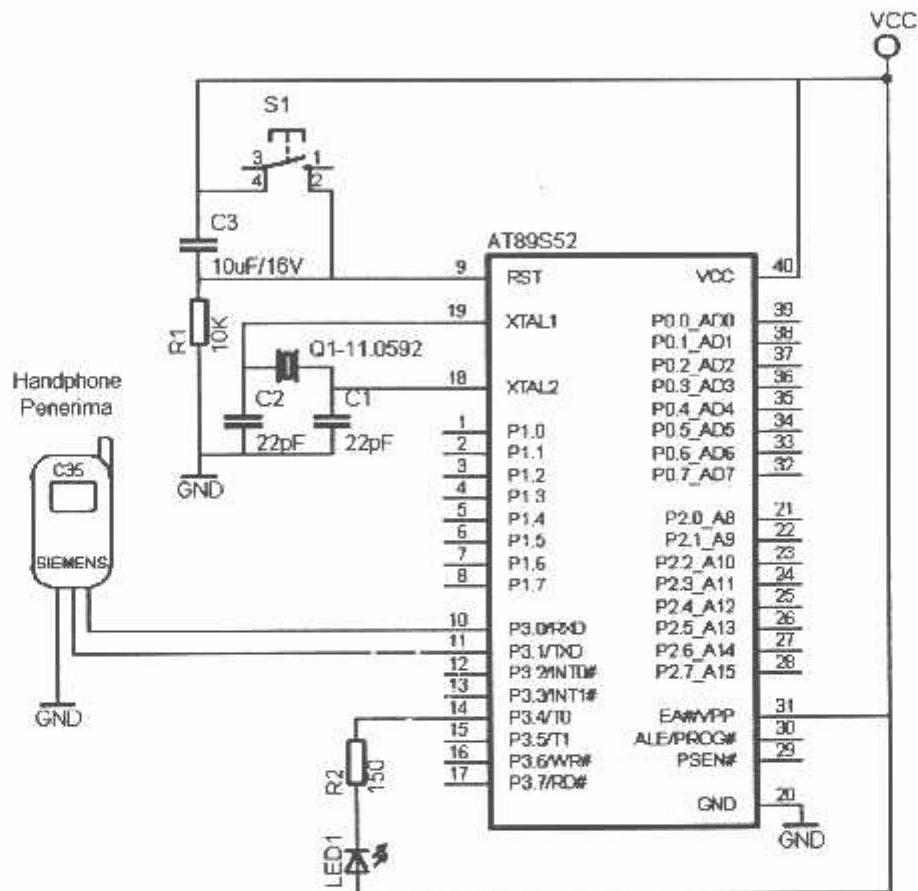 VCC
S1
3 1
4 2
C3
10uF/16V
R1
10K
GND
Q1-11.0592
C2
22pF
C1
22pF
Handphone
Penerima
C35
SIEMENS
GND
AT89S52
9 RST
19 XTAL1
18 XTAL2
1 P1.0
2 P1.1
3 P1.2
4 P1.3
5 P1.4
6 P1.5
7 P1.6
8 P1.7
10 P3.0/RXD
11 P3.1/TXD
12 P3.2/INT0#
13 P3.3/INT1#
14 P3.4/T0
15 P3.5/T1
16 P3.6/WR#
17 P3.7/RD#
VCC 40
P0.0_AD0 39
P0.1_AD1 38
P0.2_AD2 37
P0.3_AD3 36
P0.4_AD4 35
P0.5_AD5 34
P0.6_AD6 33
P0.7_AD7 32
P2.0_A8 21
P2.1_A9 22
P2.2_A10 23
P2.3_A11 24
P2.4_A12 25
P2.5_A13 26
P2.6_A14 27
P2.7_A15 28
EA#/VPP 31
ALE/PROG# 30
PSEN# 29
GND 20
GND
R2
150
LED1